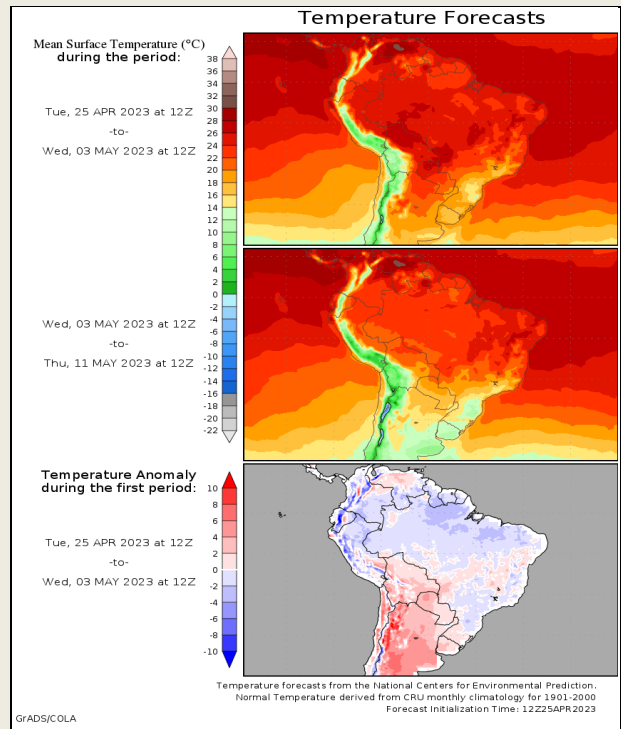 Temperature Forecasts
Mean Surface Temperature (°C)
during the period:
Tue, 25 APR 2023 at 12Z
-to-
Wed, 03 MAY 2023 at 12Z
38
36
34
32
30
28
26
24
22
20
18
16
14
12
10
8
6
4
2
0
-2
-4
-6
-8
-10
-12
-14
-16
-18
-20
-22
Wed, 03 MAY 2023 at 12Z
-to-
Thu, 11 MAY 2023 at 12Z
Temperature Anomaly
during the first period:
Tue, 25 APR 2023 at 12Z
-to-
Wed, 03 MAY 2023 at 12Z
10
8
6
4
2
0
-2
-4
-6
-8
-10
Temperature forecasts from the National Centers for Environmental Prediction.
Normal Temperature derived from CRU monthly climatology for 1901-2000
Forecast Initialization Time: 12Z25APR2023
GrADS/COLA